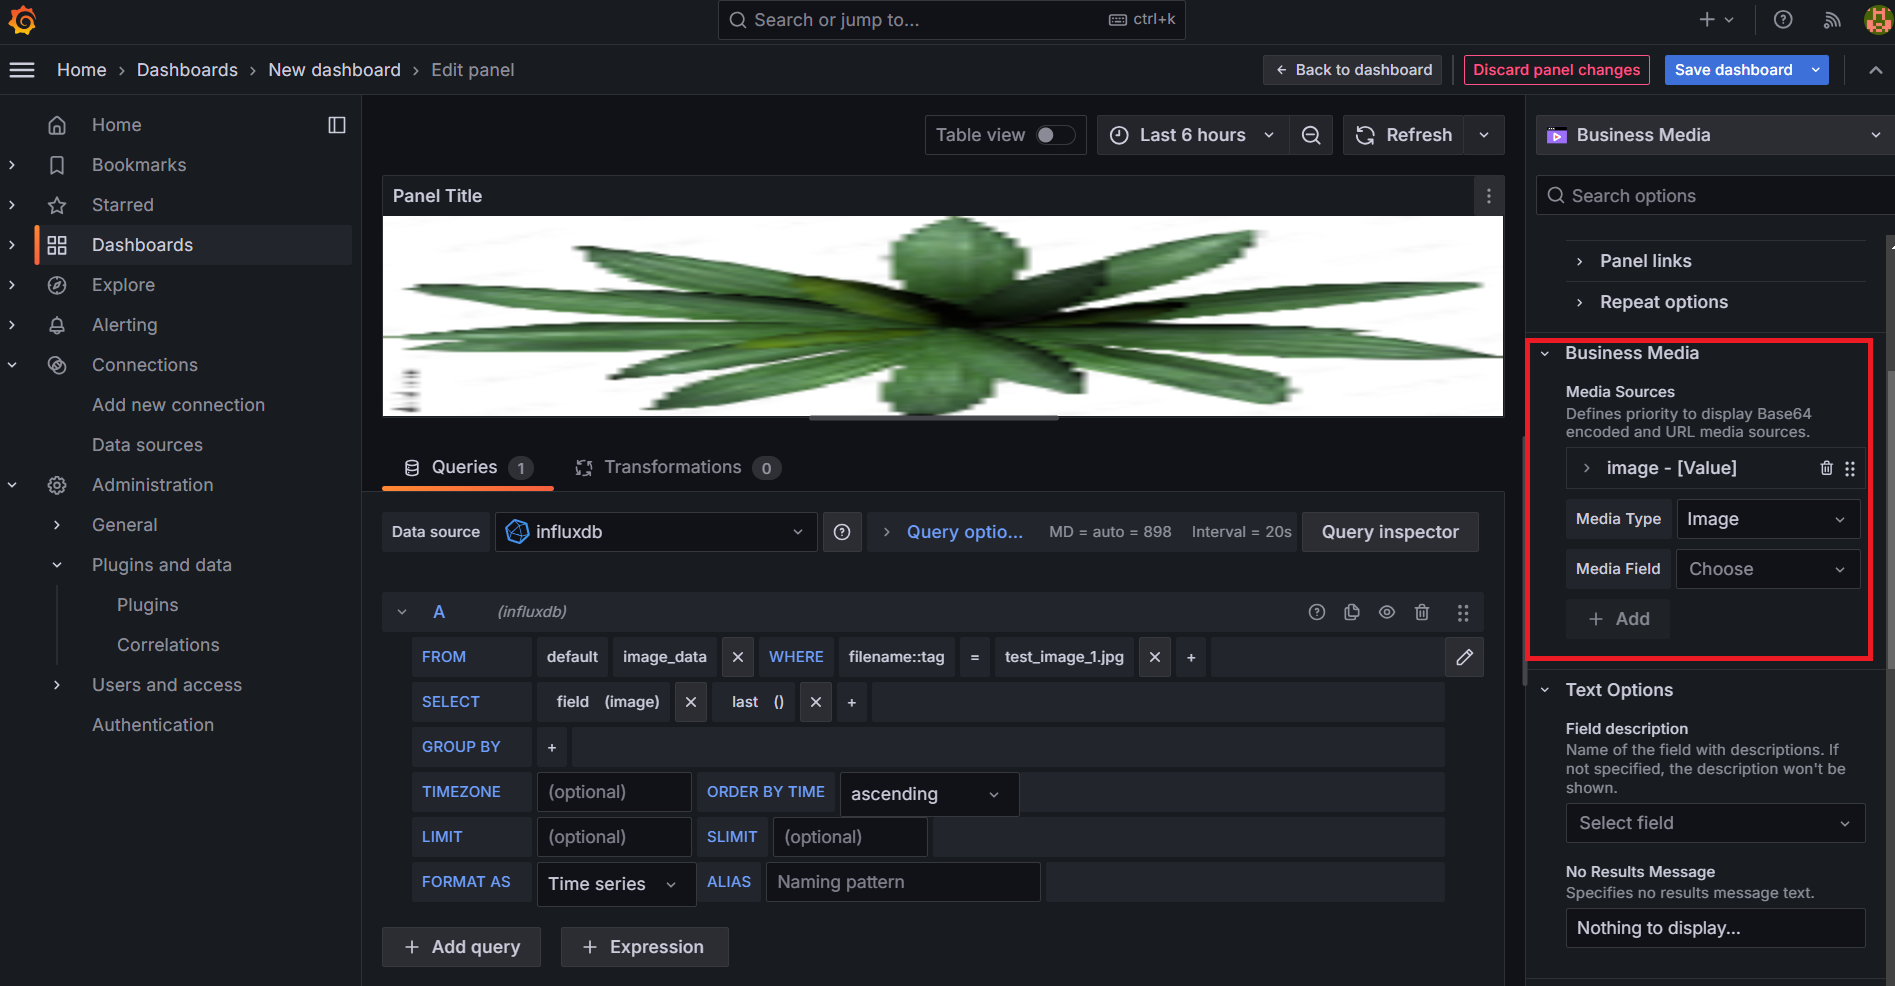 Search or jump to... ctrl+k
Home › Dashboards › New dashboard › Edit panel
Back to dashboard
Discard panel changes
Save dashboard
Home
Bookmarks
Starred
Dashboards
Explore
Alerting
Connections
Add new connection
Data sources
Administration
General
Plugins and data
Plugins
Correlations
Users and access
Authentication
Table view
Last 6 hours
Refresh
Panel Title
Queries 1
Transformations 0
Data source influxdb Query optio... MD = auto = 898 Interval = 20s Query inspector
A (influxdb)
FROM default image_data WHERE filename::tag = test_image_1.jpg +
SELECT field (image) last () +
GROUP BY +
TIMEZONE (optional) ORDER BY TIME ascending
LIMIT (optional) SLIMIT (optional)
FORMAT AS Time series ALIAS Naming pattern
+ Add query
+ Expression
Business Media
Search options
Panel links
Repeat options
Business Media
Media Sources
Defines priority to display Base64
encoded and URL media sources.
image - [Value]
Media Type Image
Media Field Choose
+ Add
Text Options
Field description
Name of the field with descriptions. If
not specified, the description won't be
shown.
Select field
No Results Message
Specifies no results message text.
Nothing to display...